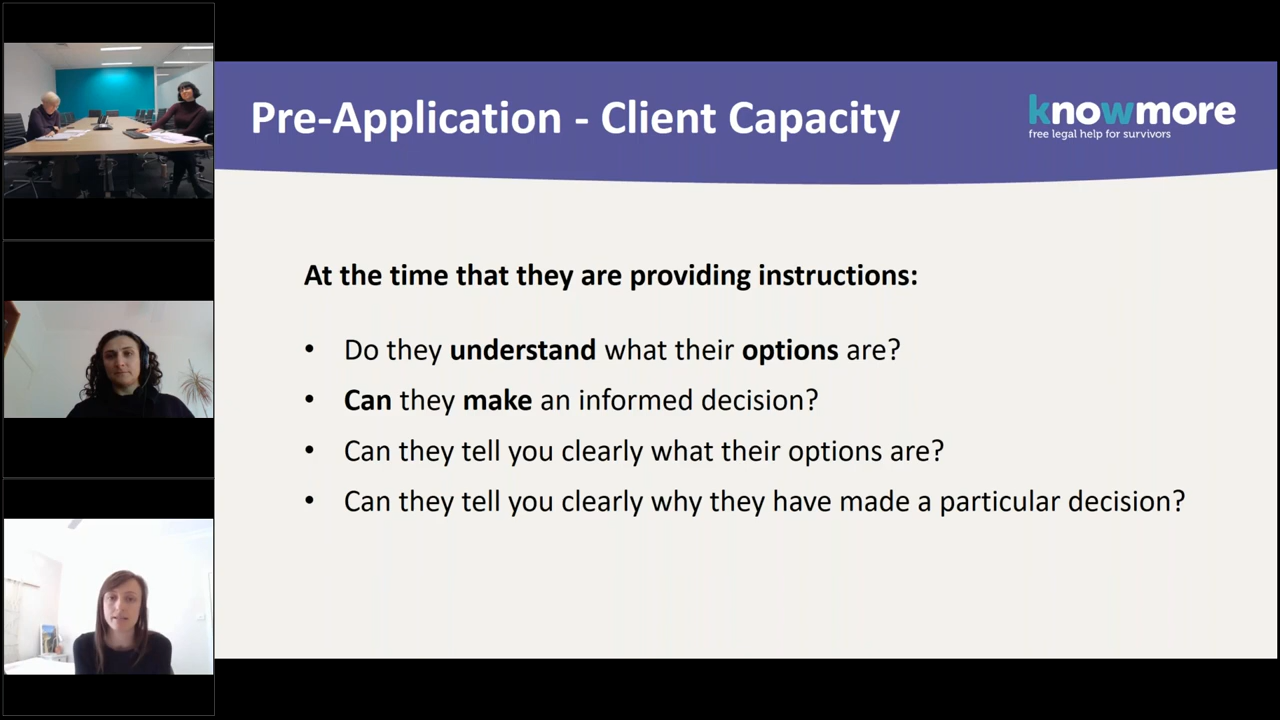 Pre-Application - Client Capacity
knowmore
free legal help for survivors
At the time that they are providing instructions:
• Do they understand what their options are?
• Can they make an informed decision?
• Can they tell you clearly what their options are?
• Can they tell you clearly why they have made a particular decision?